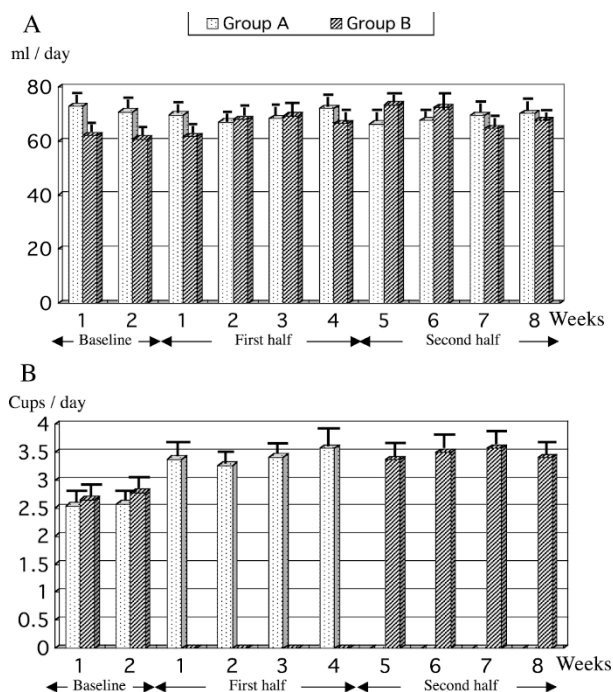 Group A Group B
A
ml / day
80
60
40
20
0
1 2 1 2 3 4 5 6 7 8 Weeks
Baseline First half Second half
B
Cups / day
4
3.5
3
2.5
2
1.5
1
0.5
0
1 2 1 2 3 4 5 6 7 8 Weeks
Baseline First half Second half